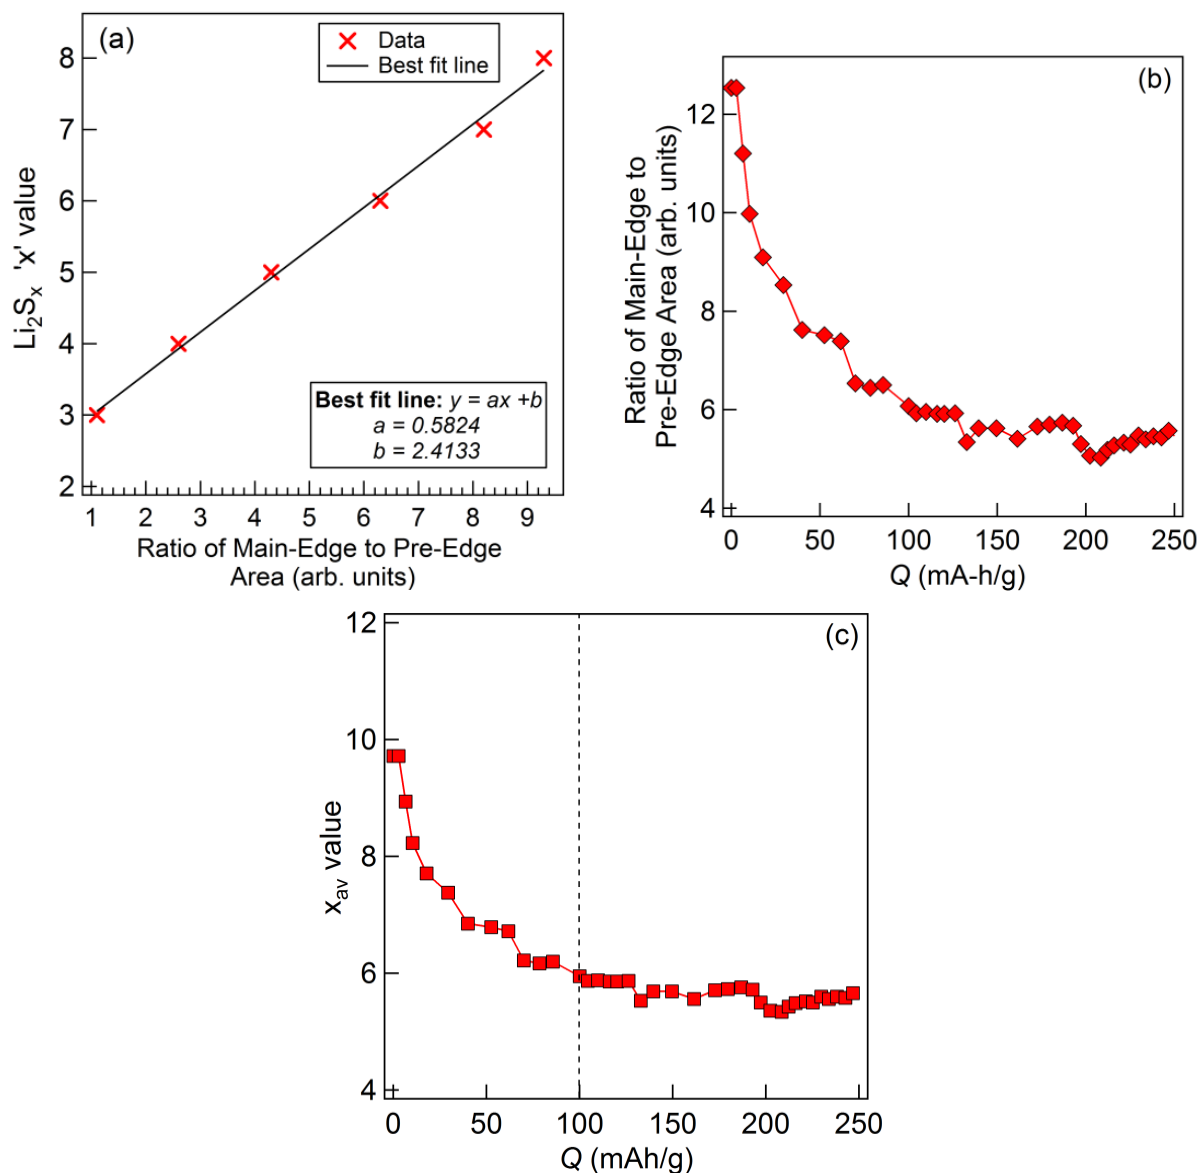 (a)
Data
Best fit line
Li2Sx 'x' value
8
7
6
5
4
3
2
Best fit line: y = ax +b
a = 0.5824
b = 2.4133
1 2 3 4 5 6 7 8 9
Ratio of Main-Edge to Pre-Edge
Area (arb. units)
(b)
Ratio of Main-Edge to
Pre-Edge Area (arb. units)
12
10
8
6
4
0 50 100 150 200 250
Q (mA-h/g)
(c)
xav value
12
10
8
6
4
0 50 100 150 200 250
Q (mAh/g)